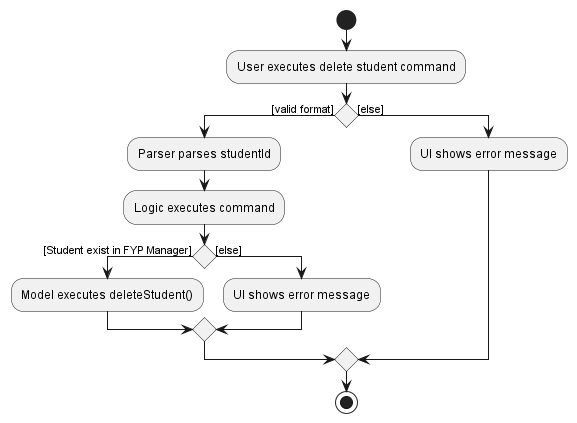 User executes delete student command
[valid format]
[else]
Parser parses studentId
UI shows error message
Logic executes command
[Student exist in FYP Manager]
[else]
Model executes deleteStudent()
UI shows error message